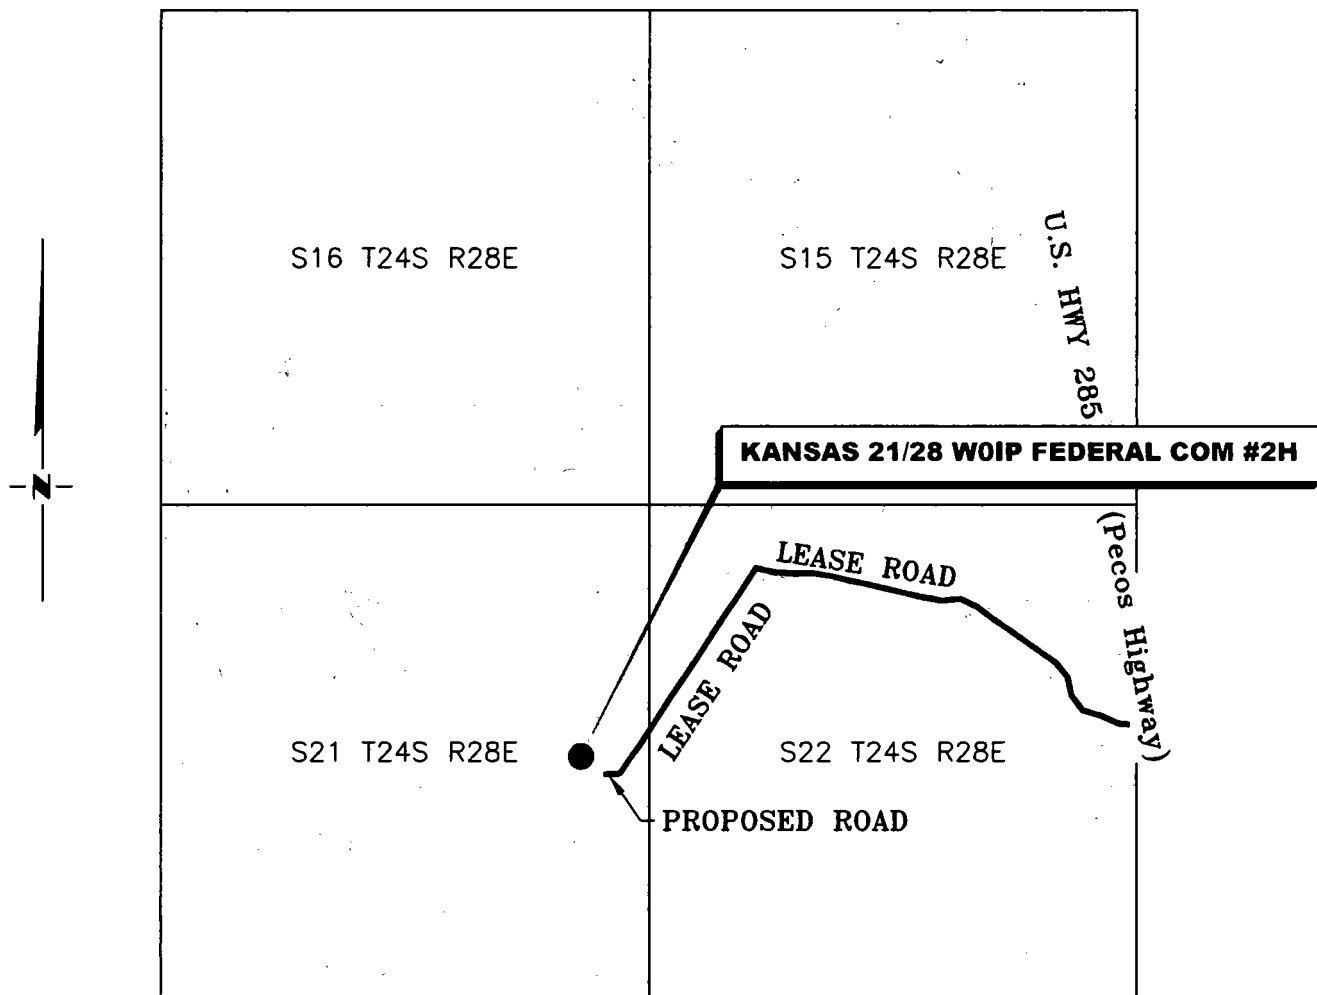 S16 T24S R28E
S15 T24S R28E
U.S. HWY 285
KANSAS 21/28 W0IP FEDERAL COM #2H
N
(Pecos Highway)
LEASE ROAD
LEASE ROAD
S21 T24S R28E
S22 T24S R28E
PROPOSED ROAD